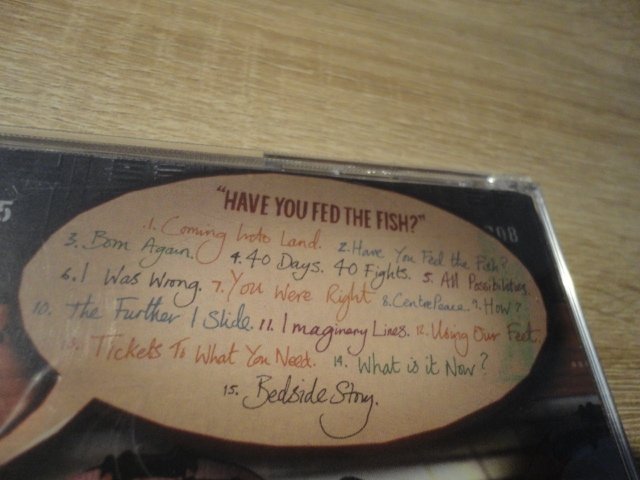 "HAVE YOU FED THE FISH?"
.1. Coming Into Land. 2. Have You Fed the Fish?
3. Born Again. 4. 40 Days. 40 Fights. 5. All Possibilities.
6. I Was Wrong. 7. You Were Right 8. CentrePeace. 9. How?
10. The Further I Slide. 11. Imaginary Lines. 12. Using Our Feet.
13. Tickets To What You Need. 14. What is it Now?
15. Bedside Story.
5
08